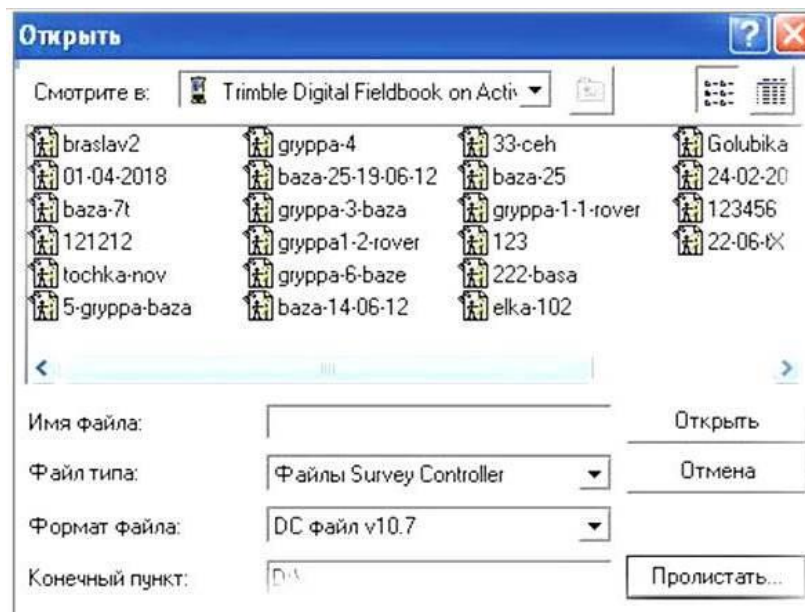 Открыть
Смотрите в: Trimble Digital Fieldbook on Activ
braslav2 gryppa-4 33-ceh Golubika
01-04-2018 baza-25-19-06-12 baza-25 24-02-20
baza-7t gryppa-3-baza gryppa-1-1-rover 123456
121212 gryppa1-2-rover 123 22-06-tX
tochka-nov gryppa-6-baze 222-basa
5-gryppa-baza baza-14-06-12 elka-102
Имя файла: Открыть
Файл типа: Файлы Survey Controller Отмена
Формат файла: DC файл v10.7
Конечный пункт: D:\ Пролистать...